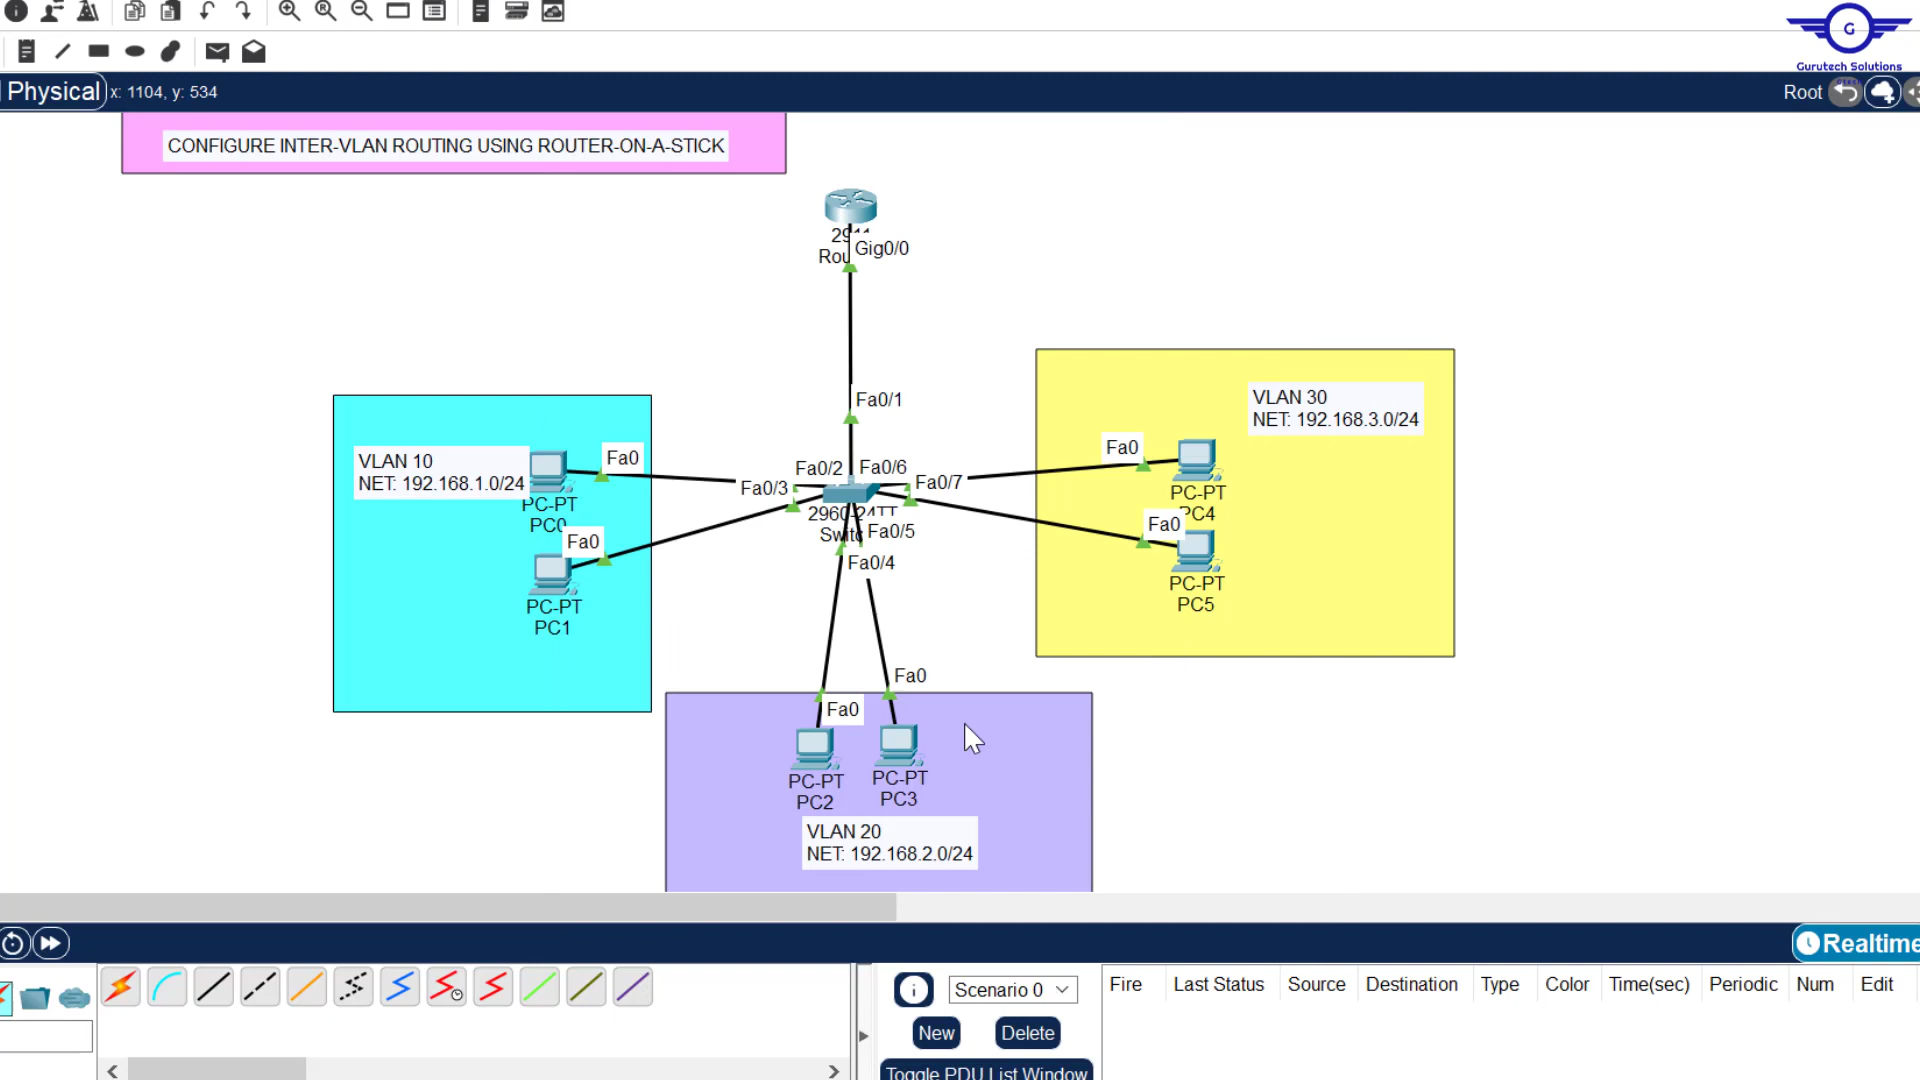 G
Gurutech Solutions
Physical
x: 1104, y: 534
Root
CONFIGURE INTER-VLAN ROUTING USING ROUTER-ON-A-STICK
Gig0/0
Fa0/1
VLAN 30
NET: 192.168.3.0/24
VLAN 10
NET: 192.168.1.0/24
Fa0
Fa0/2
Fa0/6
Fa0
Fa0/3
Fa0/7
PC-PT
PC0
PC-PT
PC4
2960-24TT
Fa0
Fa0/5
Fa0
Fa0/4
PC-PT
PC1
PC-PT
PC5
Fa0
Fa0
PC-PT
PC2
PC-PT
PC3
VLAN 20
NET: 192.168.2.0/24
Realtime
Scenario 0
New
Delete
Toggle PDU List Window
Fire
Last Status
Source
Destination
Type
Color
Time(sec)
Periodic
Num
Edit